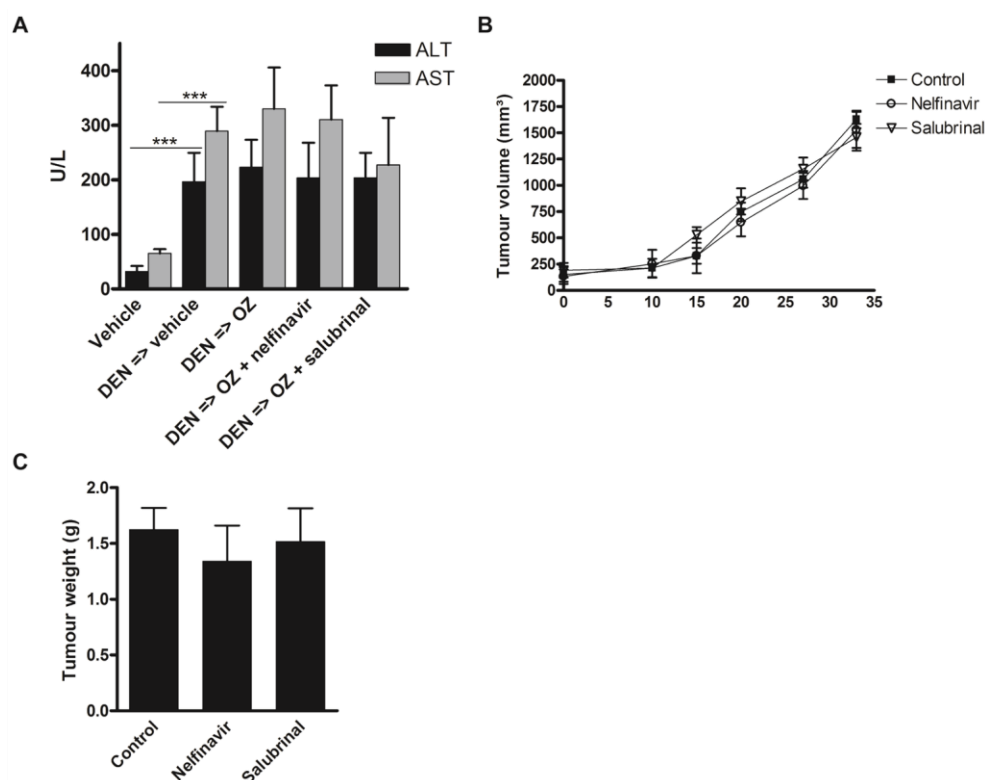 A
ALT
AST
***
***
U/L
400
300
200
100
0
Vehicle
DEN => vehicle
DEN => OZ
DEN => OZ + nelfinavir
DEN => OZ + salubrinal
B
Control
Nelfinavir
Salubrinal
Tumour volume (mm³)
2000
1750
1500
1250
1000
750
500
250
0
0 5 10 15 20 25 30 35
C
Tumour weight (g)
2.0
1.5
1.0
0.5
0.0
Control
Nelfinavir
Salubrinal